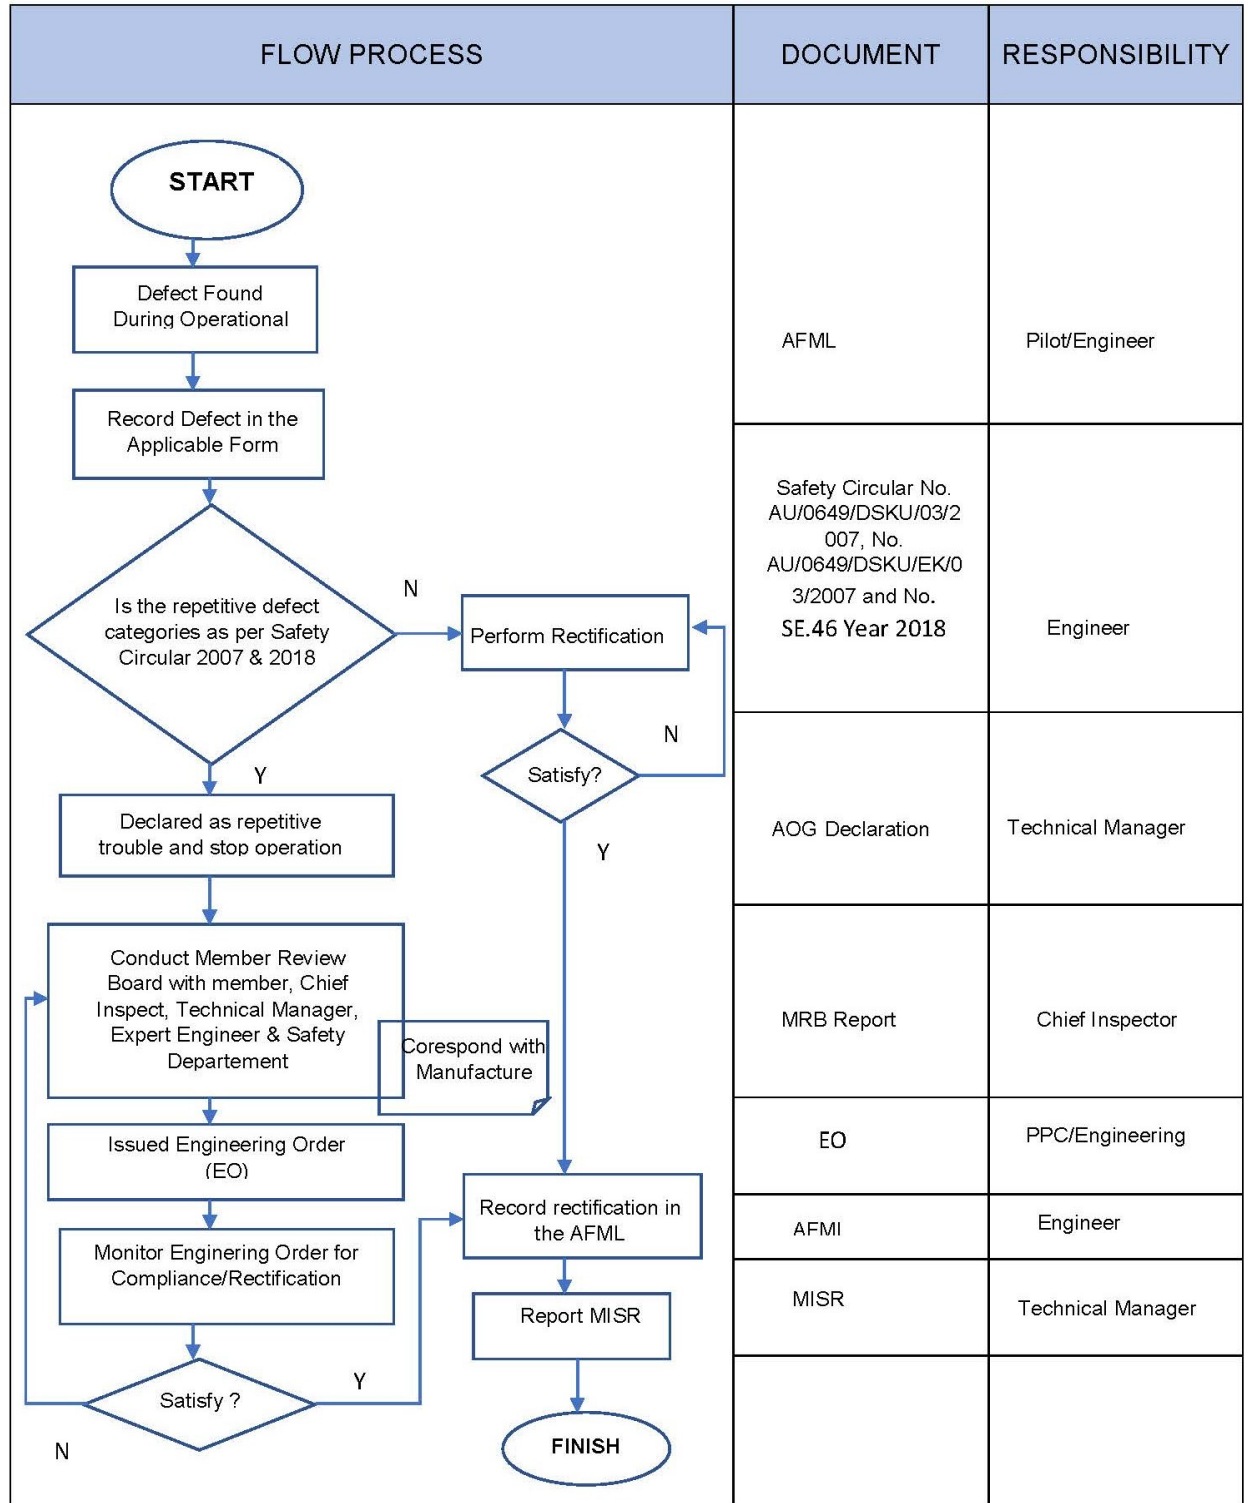 FLOW PROCESS
DOCUMENT
RESPONSIBILITY
START
Defect Found
During Operational
AFML
Pilot/Engineer
Record Defect in the
Applicable Form
Safety Circular No.
AU/0649/DSKU/03/2
007, No.
AU/0649/DSKU/EK/0
3/2007 and No.
SE.46 Year 2018
Engineer
Is the repetitive defect
categories as per Safety
Circular 2007 & 2018
N
Perform Rectification
N
Satisfy?
Y
Y
Declared as repetitive
trouble and stop operation
AOG Declaration
Technical Manager
Conduct Member Review
Board with member, Chief
Inspect, Technical Manager,
Expert Engineer & Safety
Departement
Corespond with
Manufacture
MRB Report
Chief Inspector
Issued Engineering Order
(EO)
EO
PPC/Engineering
Record rectification in
the AFML
AFMI
Engineer
Monitor Enginering Order for
Compliance/Rectification
Report MISR
MISR
Technical Manager
Satisfy ?
Y
N
FINISH